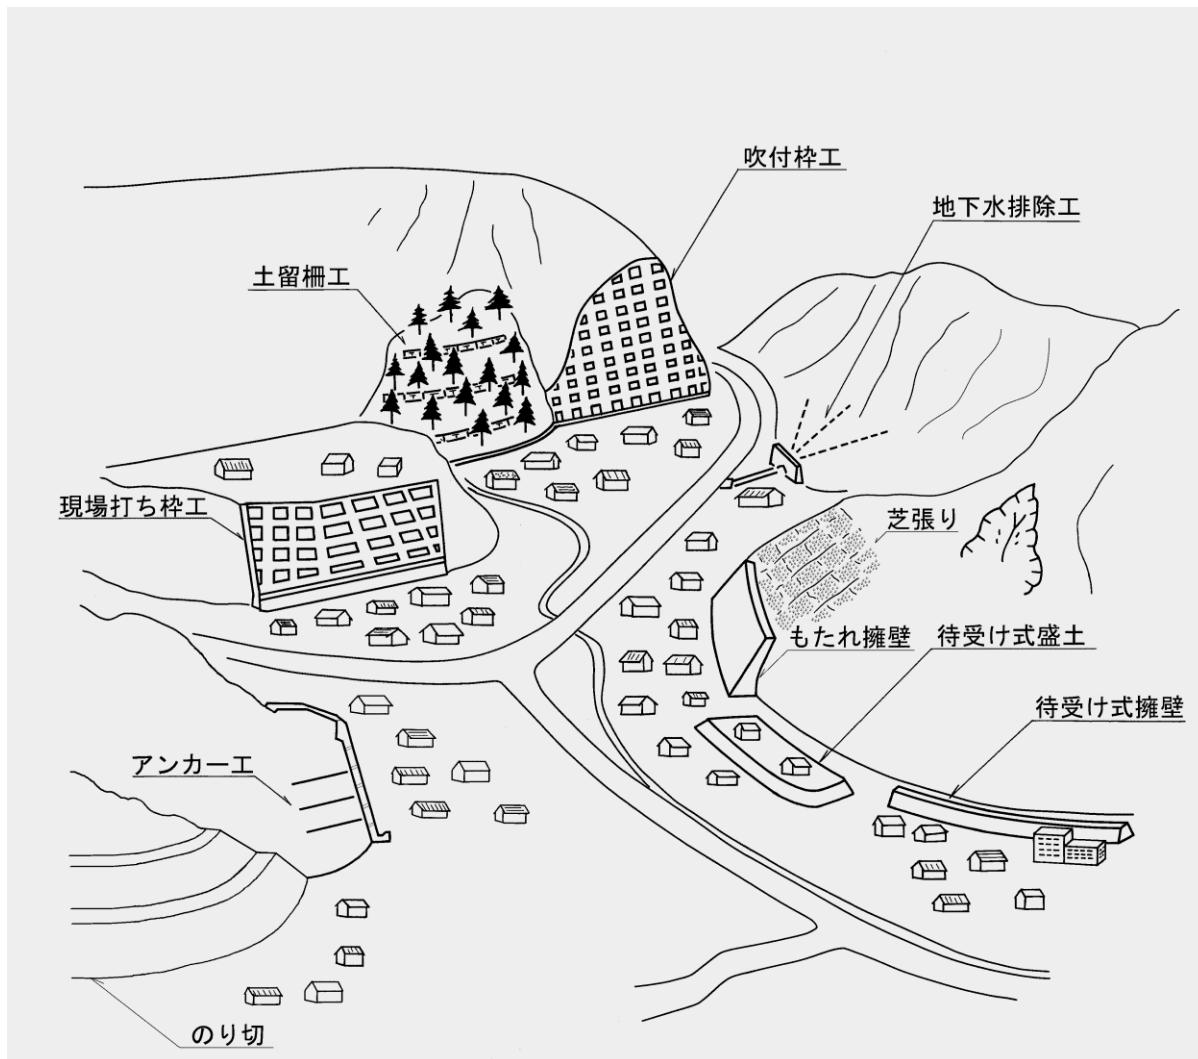 吹付枠工
地下水排除工
土留柵工
現場打ち枠工
芝張り
もたれ擁壁
待受け式盛土
待受け式擁壁
アンカー工
のり切